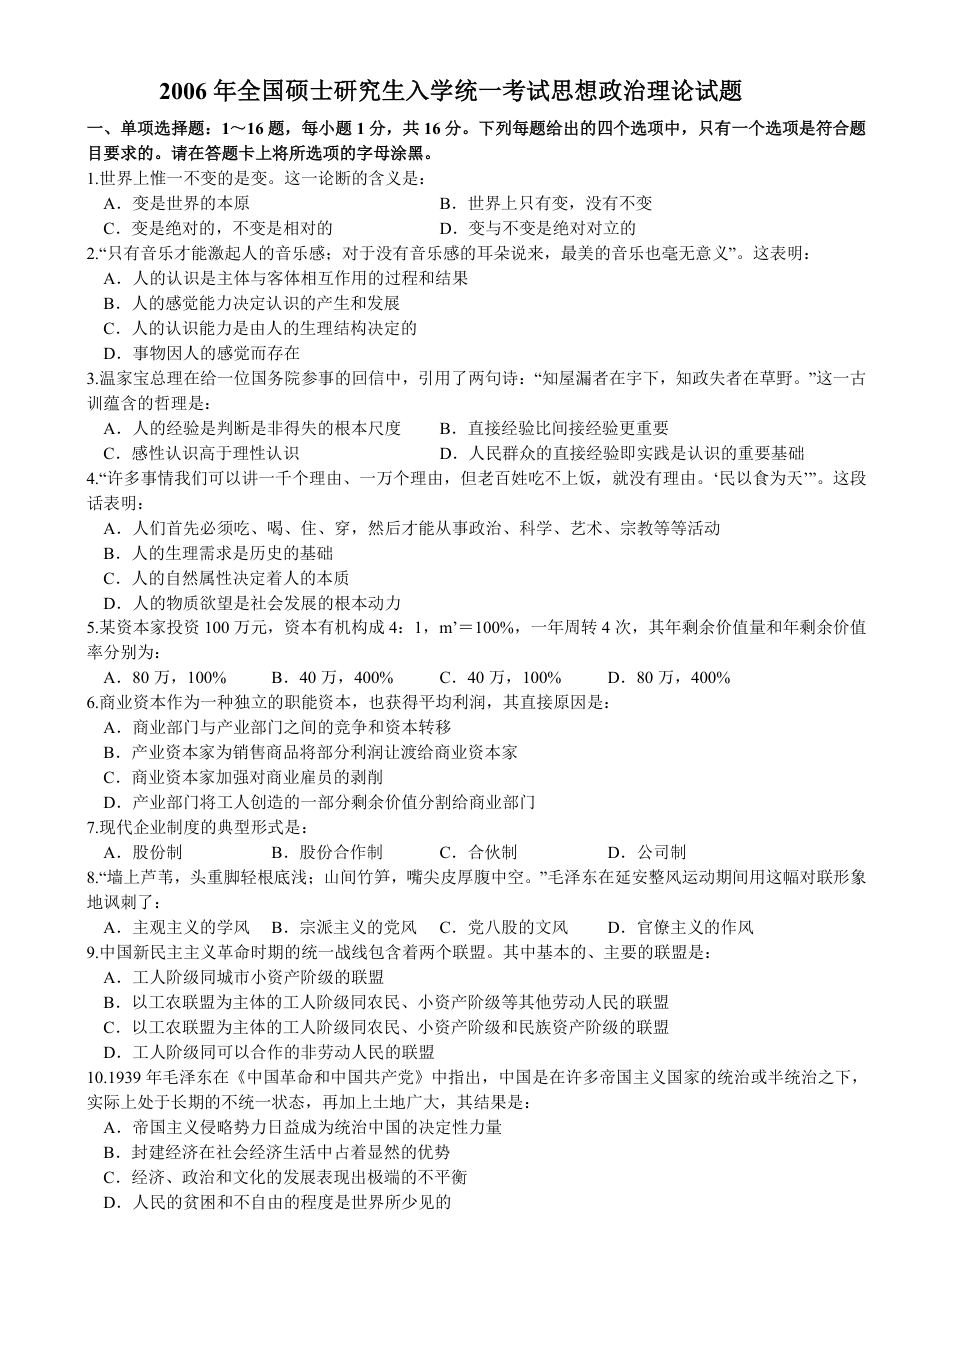 2006 年全国硕士研究生入学统一考试思想政治理论试题
一、单项选择题：1～16 题，每小题 1 分，共 16 分。下列每题给出的四个选项中，只有一个选项是符合题
目要求的。请在答题卡上将所选项的字母涂黑。
1.世界上惟一不变的是变。这一论断的含义是：
A．变是世界的本原 B．世界上只有变，没有不变
C．变是绝对的，不变是相对的 D．变与不变是绝对对立的
2.“只有音乐才能激起人的音乐感；对于没有音乐感的耳朵说来，最美的音乐也毫无意义”。这表明：
A．人的认识是主体与客体相互作用的过程和结果
B．人的感觉能力决定认识的产生和发展
C．人的认识能力是由人的生理结构决定的
D．事物因人的感觉而存在
3.温家宝总理在给一位国务院参事的回信中，引用了两句诗：“知屋漏者在宇下，知政失者在草野。”这一古
训蕴含的哲理是：
A．人的经验是判断是非得失的根本尺度 B．直接经验比间接经验更重要
C．感性认识高于理性认识 D．人民群众的直接经验即实践是认识的重要基础
4.“许多事情我们可以讲一千个理由、一万个理由，但老百姓吃不上饭，就没有理由。‘民以食为天’”。这段
话表明：
A．人们首先必须吃、喝、住、穿，然后才能从事政治、科学、艺术、宗教等等活动
B．人的生理需求是历史的基础
C．人的自然属性决定着人的本质
D．人的物质欲望是社会发展的根本动力
5.某资本家投资 100 万元，资本有机构成 4：1，m’＝100%，一年周转 4 次，其年剩余价值量和年剩余价值
率分别为：
A．80 万，100% B．40 万，400% C．40 万，100% D．80 万，400%
6.商业资本作为一种独立的职能资本，也获得平均利润，其直接原因是：
A．商业部门与产业部门之间的竞争和资本转移
B．产业资本家为销售商品将部分利润让渡给商业资本家
C．商业资本家加强对商业雇员的剥削
D．产业部门将工人创造的一部分剩余价值分割给商业部门
7.现代企业制度的典型形式是：
A．股份制 B．股份合作制 C．合伙制 D．公司制
8.“墙上芦苇，头重脚轻根底浅；山间竹笋，嘴尖皮厚腹中空。”毛泽东在延安整风运动期间用这幅对联形象
地讽刺了：
A．主观主义的学风 B．宗派主义的党风 C．党八股的文风 D．官僚主义的作风
9.中国新民主主义革命时期的统一战线包含着两个联盟。其中基本的、主要的联盟是：
A．工人阶级同城市小资产阶级的联盟
B．以工农联盟为主体的工人阶级同农民、小资产阶级等其他劳动人民的联盟
C．以工农联盟为主体的工人阶级同农民、小资产阶级和民族资产阶级的联盟
D．工人阶级同可以合作的非劳动人民的联盟
10.1939 年毛泽东在《中国革命和中国共产党》中指出，中国是在许多帝国主义国家的统治或半统治之下，
实际上处于长期的不统一状态，再加上土地广大，其结果是：
A．帝国主义侵略势力日益成为统治中国的决定性力量
B．封建经济在社会经济生活中占着显然的优势
C．经济、政治和文化的发展表现出极端的不平衡
D．人民的贫困和不自由的程度是世界所少见的